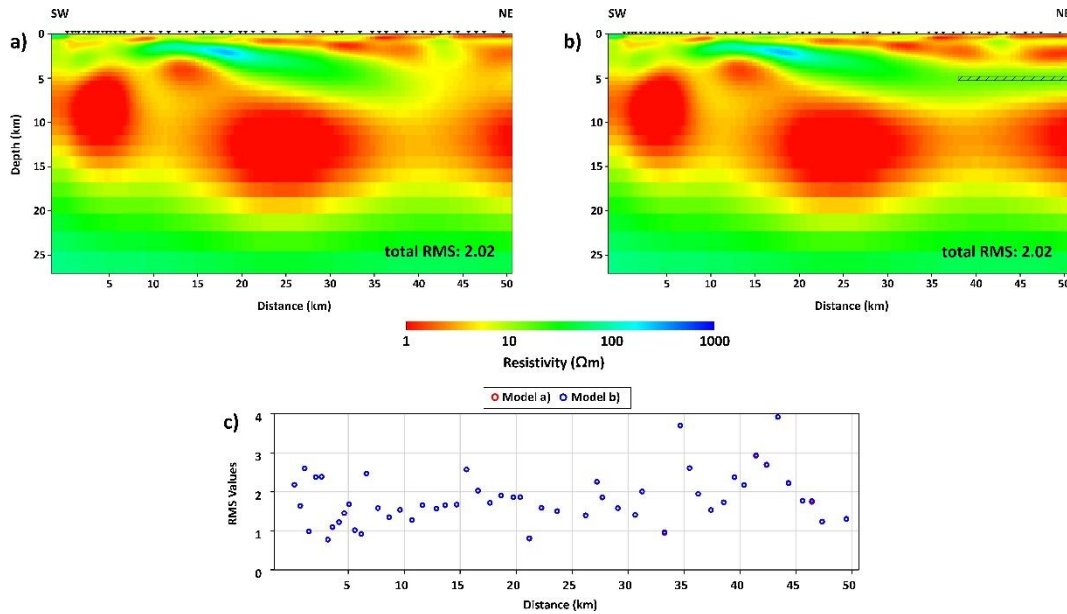 SW NE SW NE
a) b)
0 0
5 5
10 10
15 15
20 20
25 25
Depth (km)
total RMS: 2.02 total RMS: 2.02
5 10 15 20 25 30 35 40 45 50 5 10 15 20 25 30 35 40 45 50
Distance (km) Distance (km)
1 10 100 1000
Resistivity (Ωm)
Model a) Model b)
c)
4
3
2
1
0
RMS Values
5 10 15 20 25 30 35 40 45 50
Distance (km)